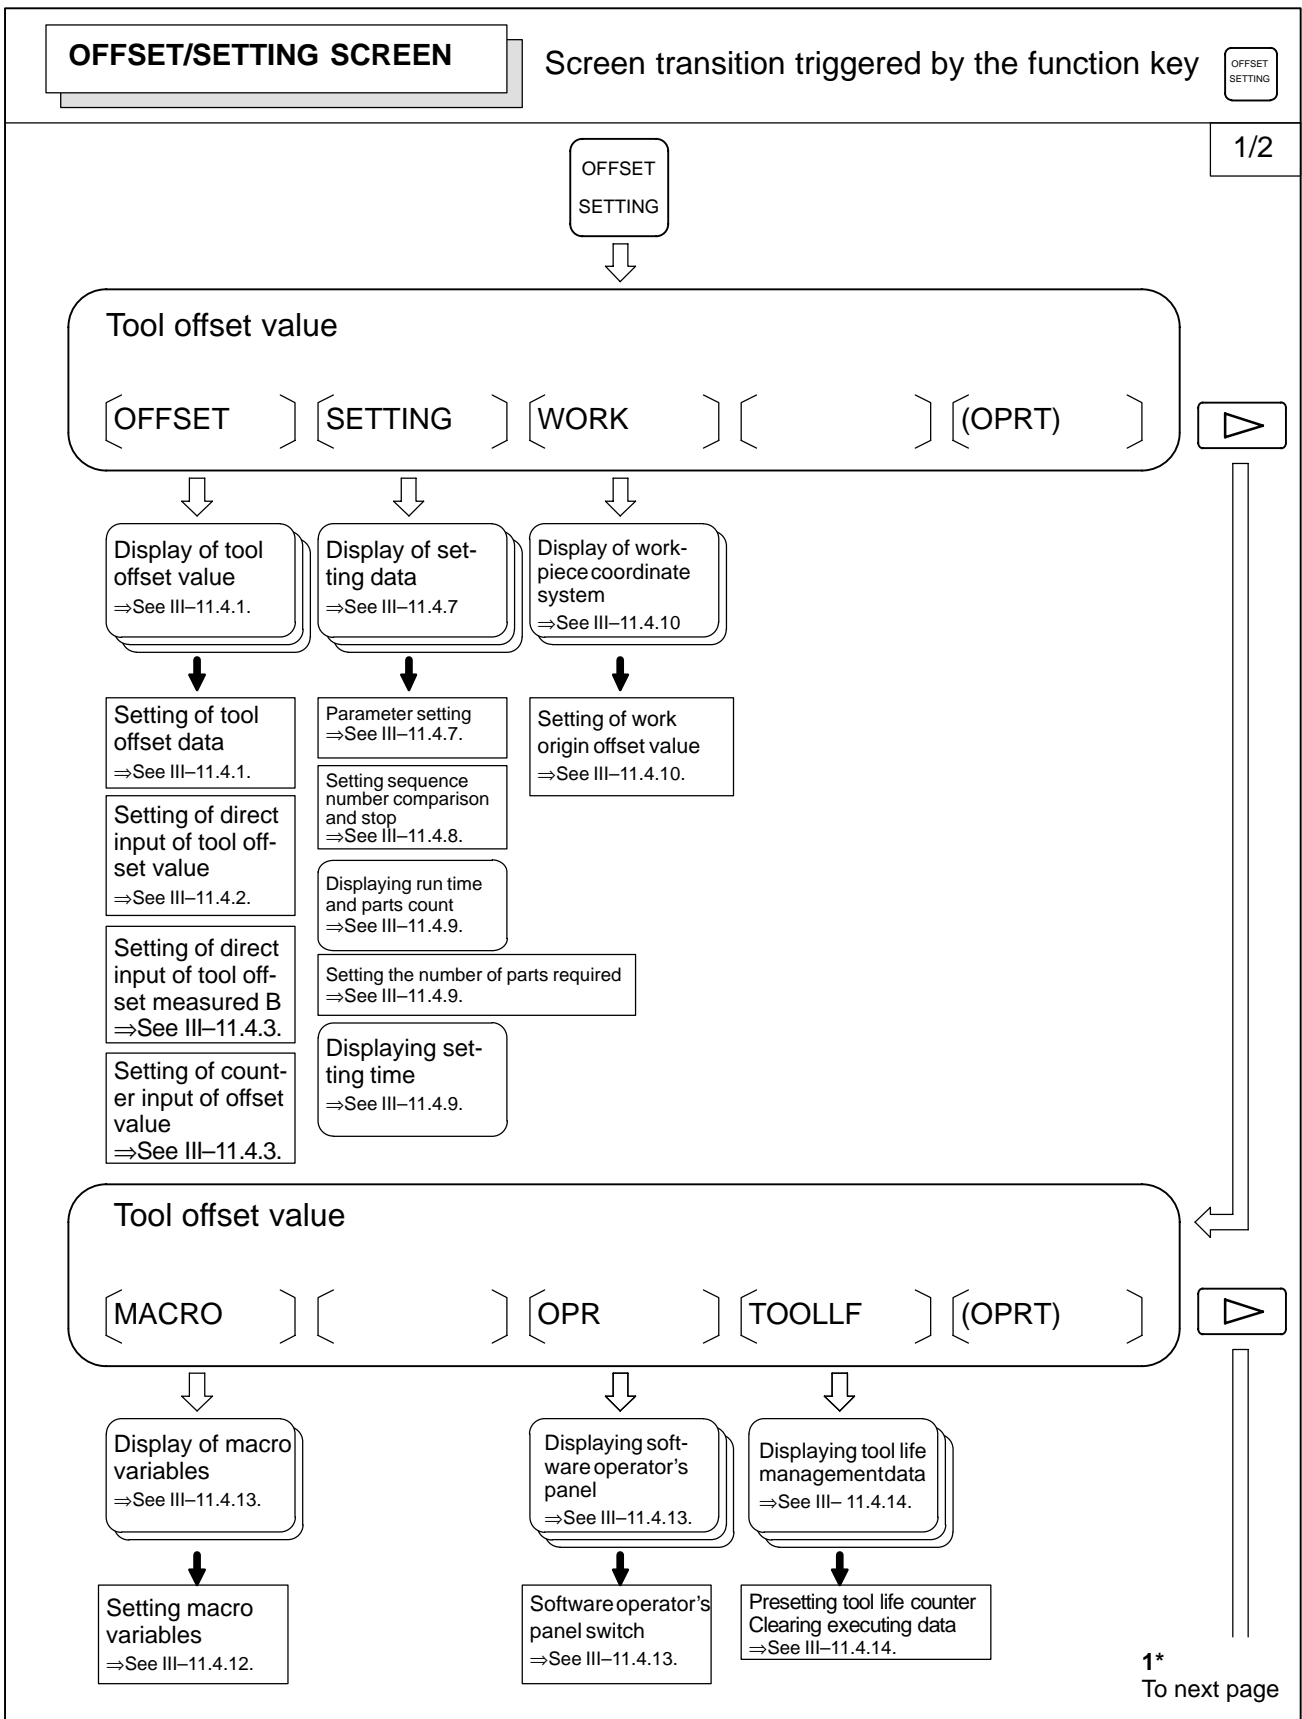 OFFSET/SETTING SCREEN
Screen transition triggered by the function key
OFFSET
SETTING
1/2
OFFSET
SETTING
Tool offset value
OFFSET
SETTING
WORK
(OPRT)
Display of tool
offset value
⇒See III–11.4.1.
Display of set-
ting data
⇒See III–11.4.7
Display of work-
piece coordinate
system
⇒See III–11.4.10
Setting of tool
offset data
⇒See III–11.4.1.
Setting of direct
input of tool off-
set value
⇒See III–11.4.2.
Setting of direct
input of tool off-
set measured B
⇒See III–11.4.3.
Setting of count-
er input of offset
value
⇒See III–11.4.3.
Parameter setting
⇒See III–11.4.7.
Setting sequence
number comparison
and stop
⇒See III–11.4.8.
Displaying run time
and parts count
⇒See III–11.4.9.
Setting the number of parts required
⇒See III–11.4.9.
Displaying set-
ting time
⇒See III–11.4.9.
Setting of work
origin offset value
⇒See III–11.4.10.
Tool offset value
MACRO
OPR
TOOLLF
(OPRT)
Display of macro
variables
⇒See III–11.4.13.
Displaying soft-
ware operator's
panel
⇒See III–11.4.13.
Displaying tool life
management data
⇒See III– 11.4.14.
Setting macro
variables
⇒See III–11.4.12.
Software operator's
panel switch
⇒See III–11.4.13.
Presetting tool life counter
Clearing executing data
⇒See III–11.4.14.
1*
To next page